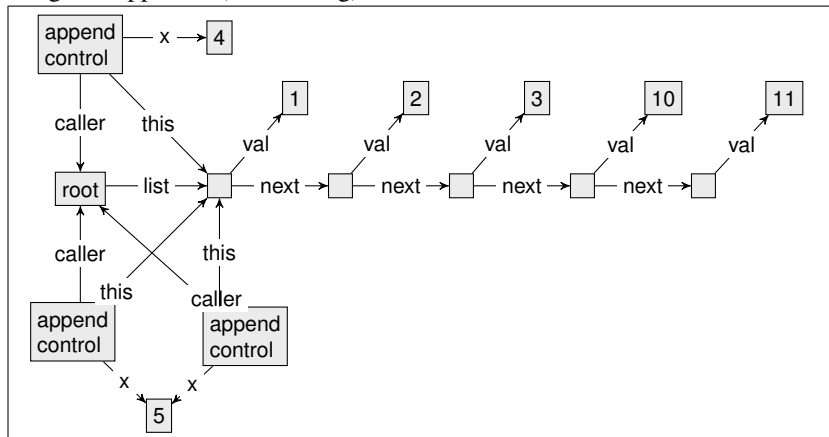 append
control
x
4
1
2
3
10
11
caller
this
val
val
val
val
val
root
list
next
next
next
next
caller
this
this
caller
append
control
append
control
x
x
5